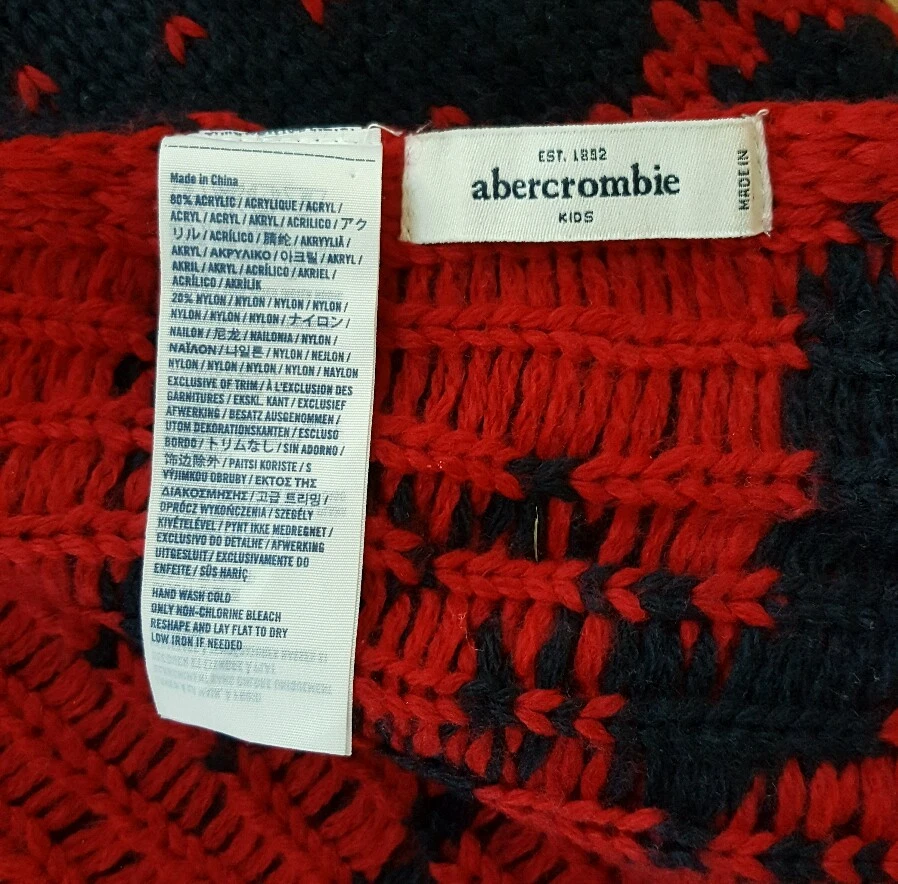 Made in China
80% ACRYLIC / ACRYLIQUE / ACRYL /
ACRYL / ACRYL / AKRYL / ACRILICO / アク
リル / ACRÍLICO / 腈纶 / AKRYYLIÄ /
AKRYL / ΑΚΡΥΛΙΚΟ / 아크릴 / AKRYL /
AKRIL / AKRYL / ACRÍLICO / AKRIEL /
ACRÍLICO / AKRİLİK
20% NYLON / NYLON / NYLON / NYLON /
NYLON / NYLON / NYLON / ナイロン /
NAILON / 尼龙 / NAILONIA / NYLON /
ΝΑΪΛΟΝ / 나일론 / NYLON / NEJLON /
NYLON / NYLON / NYLON / NYLON / NAYLON
EXCLUSIVE OF TRIM / À L'EXCLUSION DES
GARNITURES / EKSKL. KANT / EXCLUSIEF
AFWERKING / BESATZ AUSGENOMMEN /
UTOM DEKORATIONSKANTEN / ESCLUSO
BORDO / トリムなし / SIN ADORNO /
饰边除外 / PAITSI KORISTE / S
VÝJIMKOU OBRUBY / ΕΚΤΟΣ ΤΗΣ
ΔΙΑΚΟΣΜΗΣΗΣ / 고급 트리밍 /
OPRÓCZ WYKOŃCZENIA / SZEGÉLY
KIVÉTELÉVEL / PYNT IKKE MEDREGNET /
EXCLUSIVO DO DETALHE / AFWERKING
UITGESLUIT / EXCLUSIVAMENTE DO
ENFEITE / SÜS HARİÇ
HAND WASH COLD
ONLY NON-CHLORINE BLEACH
RESHAPE AND LAY FLAT TO DRY
LOW IRON IF NEEDED
EST. 1892
abercrombie
KIDS
MADE IN